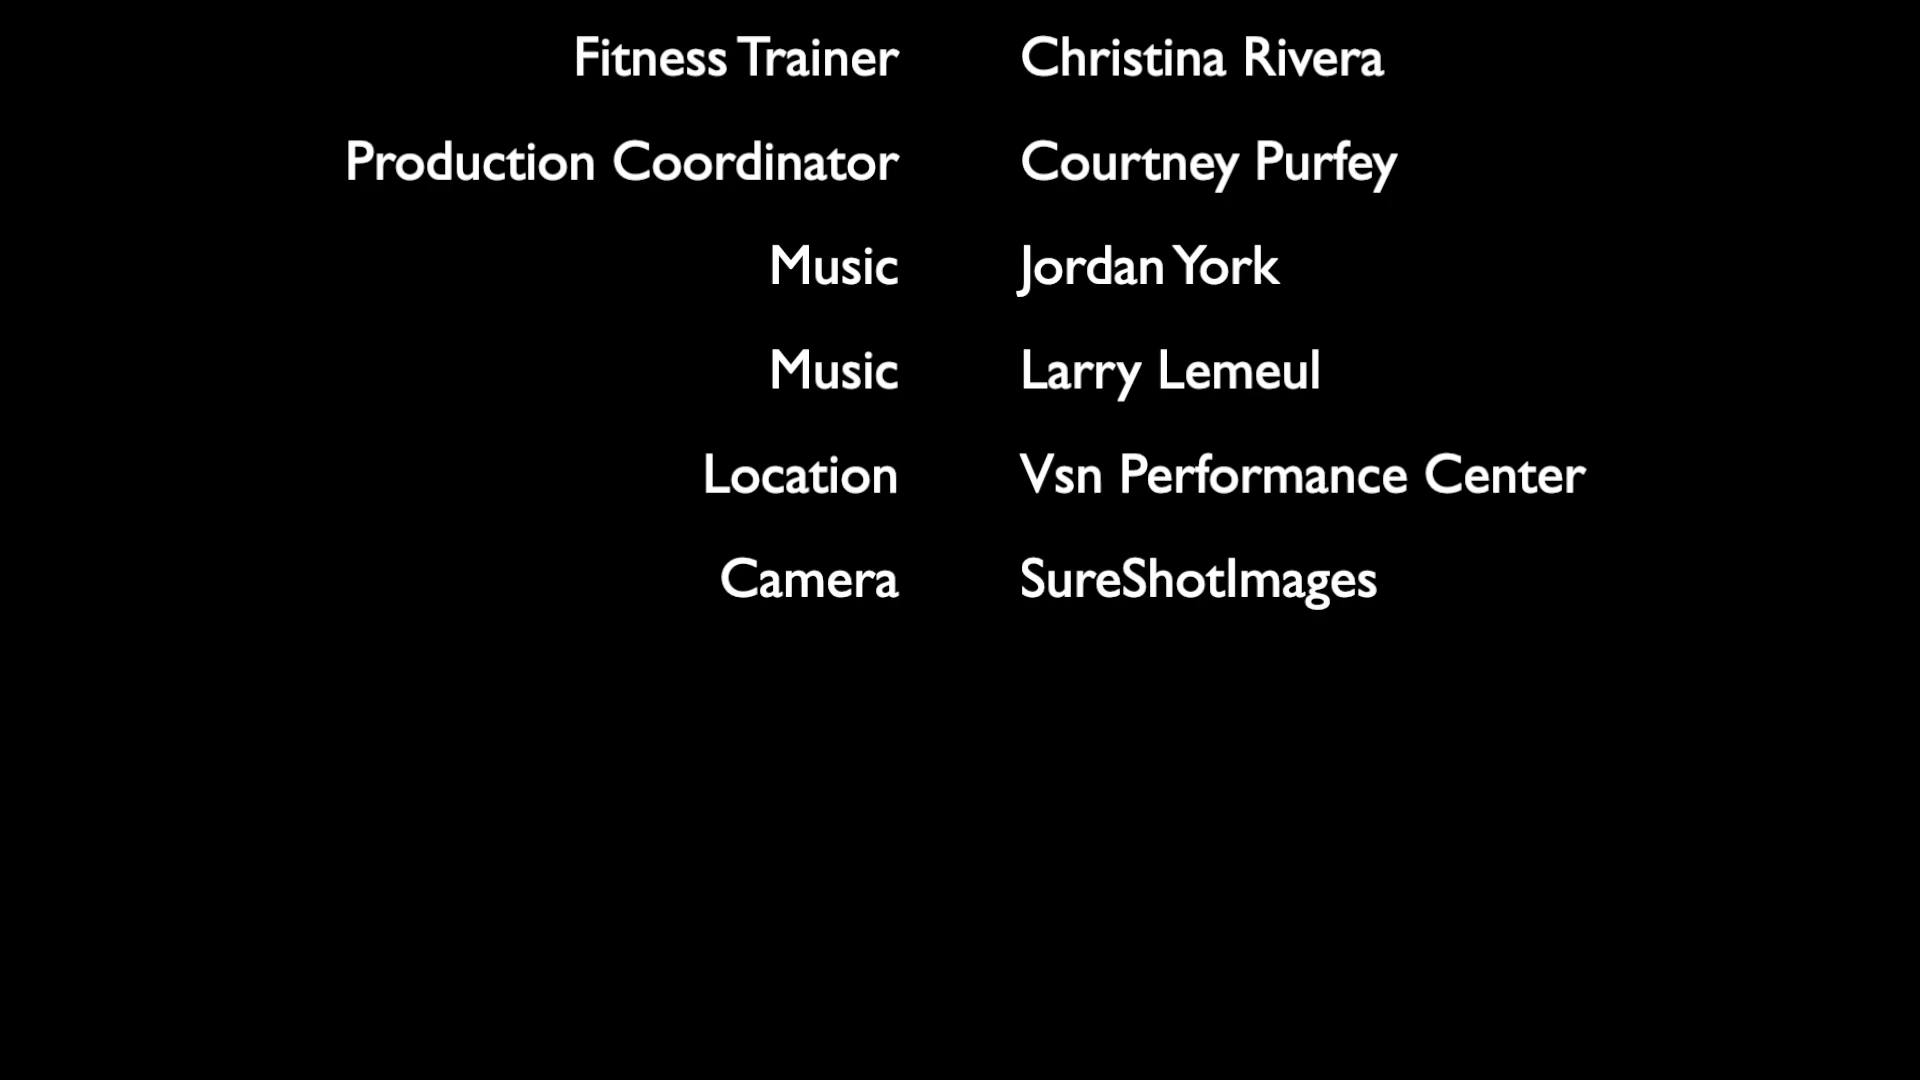 Fitness Trainer Christina Rivera
Production Coordinator Courtney Purfey
Music Jordan York
Music Larry Lemeul
Location Vsn Performance Center
Camera SureShotImages